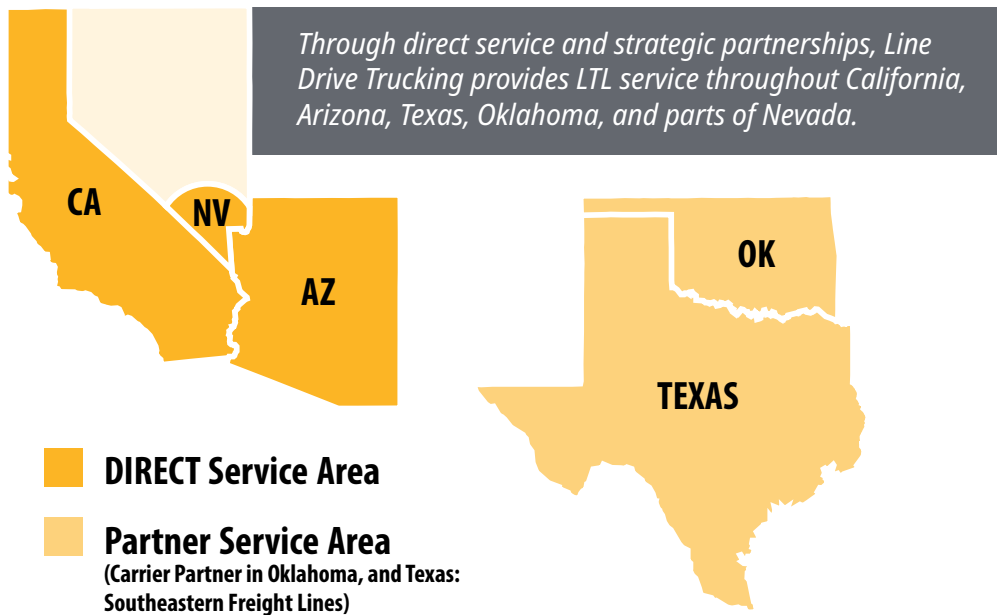 Through direct service and strategic partnerships, Line
Drive Trucking provides LTL service throughout California,
Arizona, Texas, Oklahoma, and parts of Nevada.
CA
NV
AZ
OK
TEXAS
DIRECT Service Area
Partner Service Area
(Carrier Partner in Oklahoma, and Texas:
Southeastern Freight Lines)